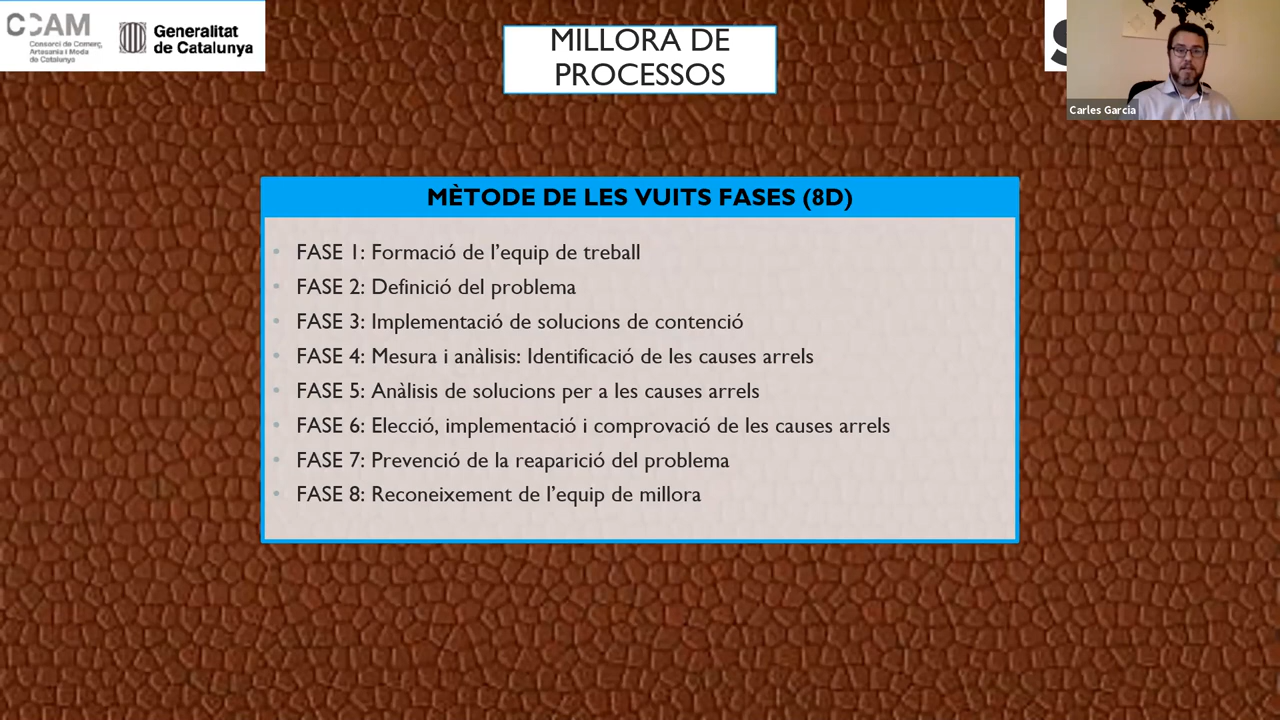 CCAM
Consorci de Comerç,
Artesania i Moda
de Catalunya
Generalitat
de Catalunya
MILLORA DE
PROCESSOS
Carles García
MÈTODE DE LES VUITS FASES (8D)
• FASE 1: Formació de l’equip de treball
• FASE 2: Definició del problema
• FASE 3: Implementació de solucions de contenció
• FASE 4: Mesura i anàlisis: Identificació de les causes arrels
• FASE 5: Anàlisis de solucions per a les causes arrels
• FASE 6: Elecció, implementació i comprovació de les causes arrels
• FASE 7: Prevenció de la reaparició del problema
• FASE 8: Reconeixement de l’equip de millora